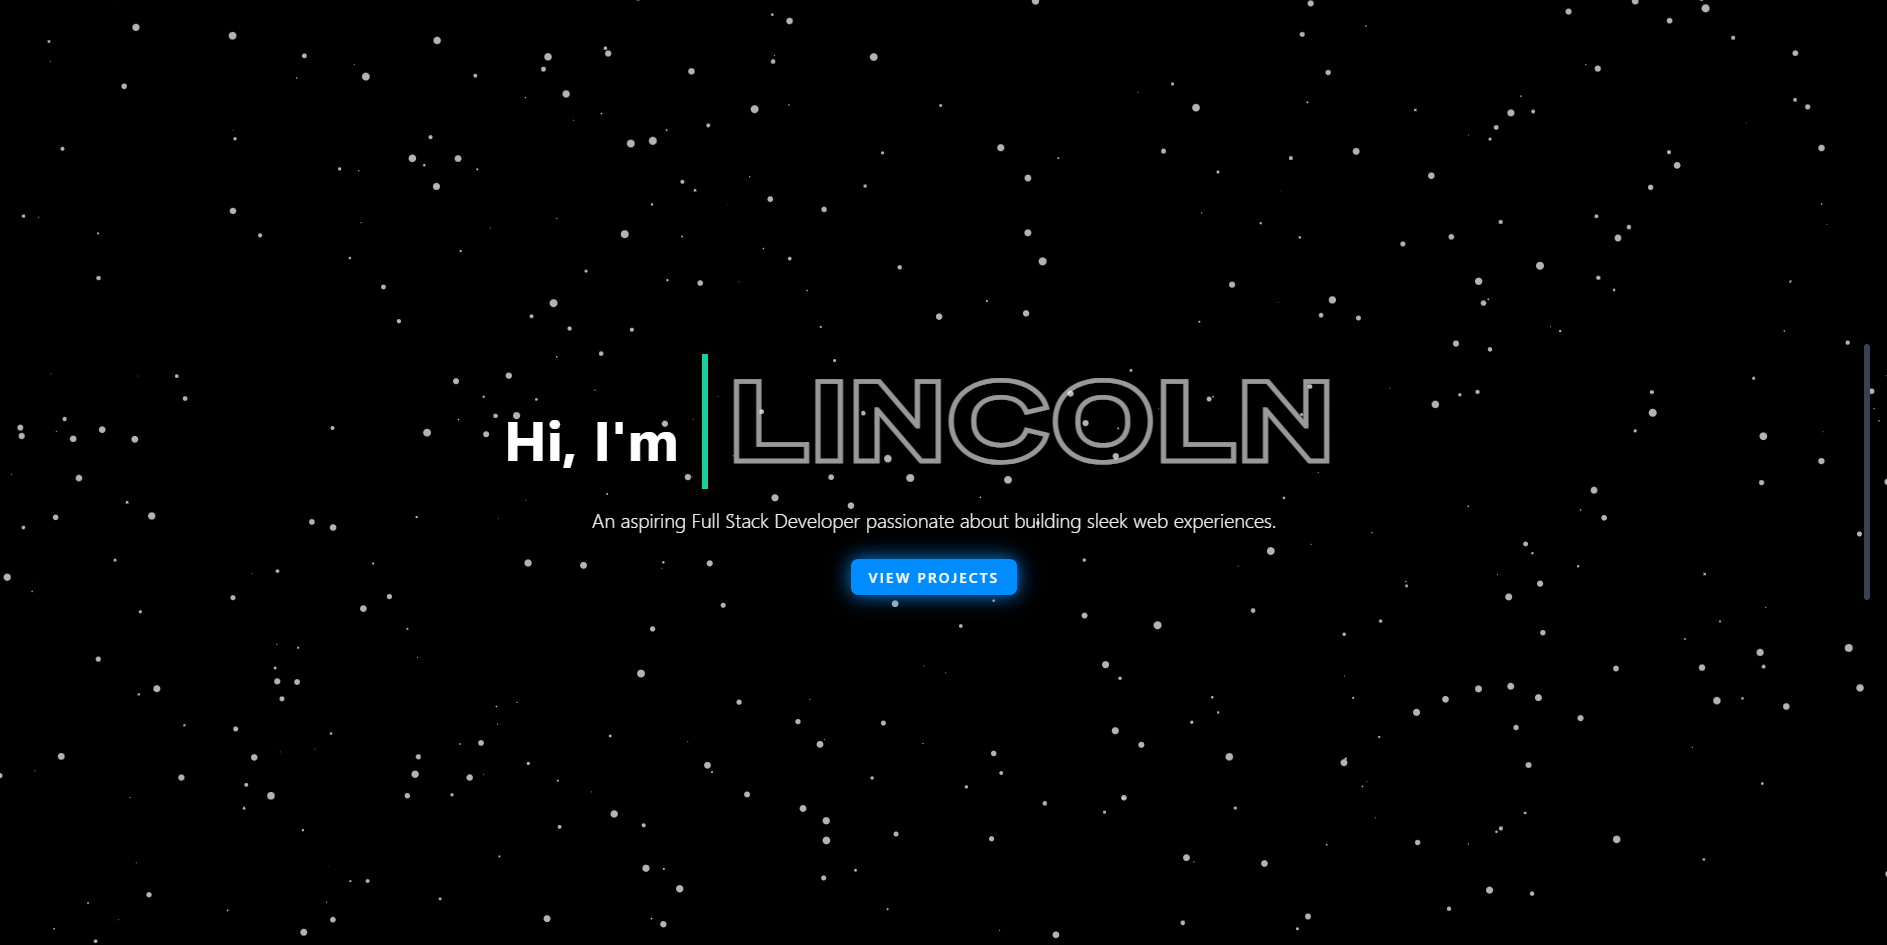 Hi, I'm LINCOLN
An aspiring Full Stack Developer passionate about building sleek web experiences.
VIEW PROJECTS